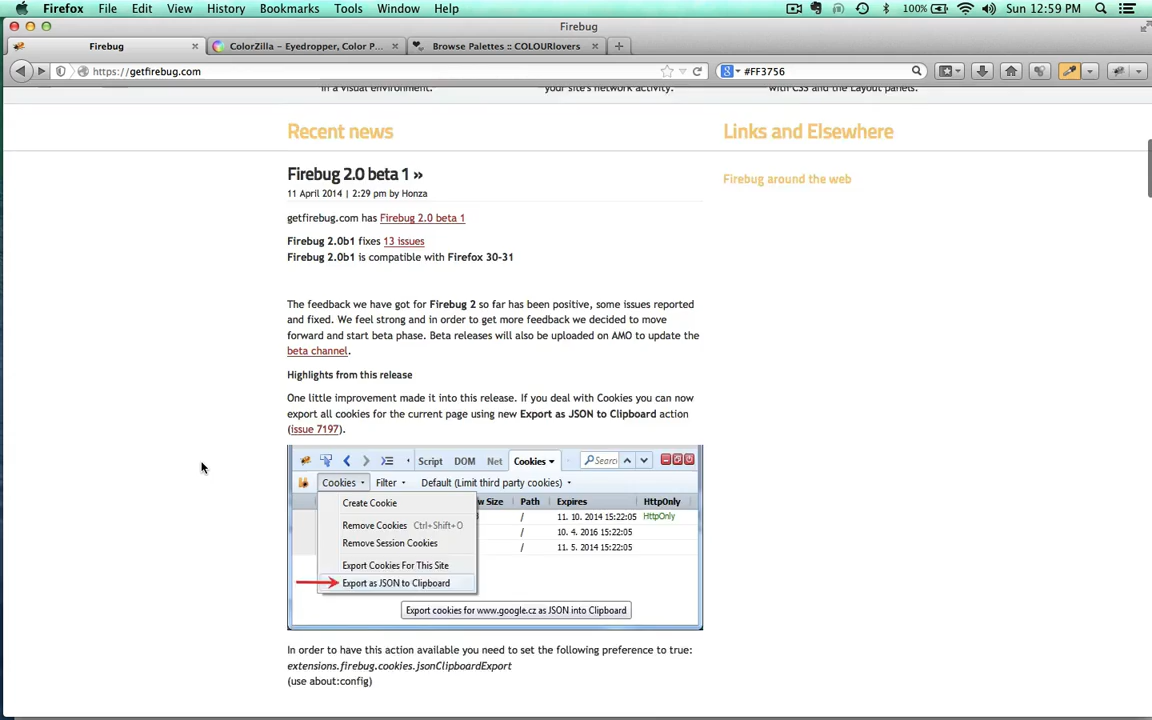 Firefox File Edit View History Bookmarks Tools Window Help 100% Sun 12:59 PM
Firebug
Firebug ColorZilla – Eyedropper, Color P... Browse Palettes :: COLOURlovers
https://getfirebug.com #FF3756
in a visual environment. your site's network activity. with CSS and the Layout panels.
Recent news
Links and Elsewhere
Firebug 2.0 beta 1 »
Firebug around the web
11 April 2014 | 2:29 pm by Honza
getfirebug.com has Firebug 2.0 beta 1
Firebug 2.0b1 fixes 13 issues
Firebug 2.0b1 is compatible with Firefox 30-31
The feedback we have got for Firebug 2 so far has been positive, some issues reported
and fixed. We feel strong and in order to get more feedback we decided to move
forward and start beta phase. Beta releases will also be uploaded on AMO to update the
beta channel.
Highlights from this release
One little improvement made it into this release. If you deal with Cookies you can now
export all cookies for the current page using new Export as JSON to Clipboard action
(issue 7197).
Script DOM Net Cookies
Cookies Filter Default (Limit third party cookies)
Size Path Expires HttpOnly
Create Cookie
/ 11. 10. 2014 15:22:05 HttpOnly
Remove Cookies Ctrl+Shift+O
/ 10. 4. 2016 15:22:05
Remove Session Cookies
/ 11. 5. 2014 15:22:05
Export Cookies For This Site
Export as JSON to Clipboard
Export cookies for www.google.cz as JSON into Clipboard
In order to have this action available you need to set the following preference to true:
extensions.firebug.cookies.jsonClipboardExport
(use about:config)